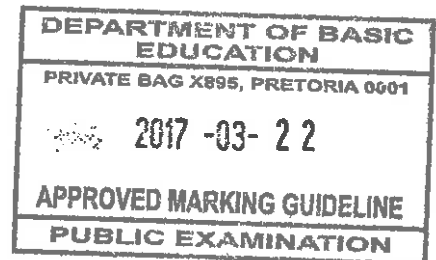 DEPARTMENT OF BASIC
EDUCATION
PRIVATE BAG X895, PRETORIA 0001
2017 -03- 22
APPROVED MARKING GUIDELINE
PUBLIC EXAMINATION